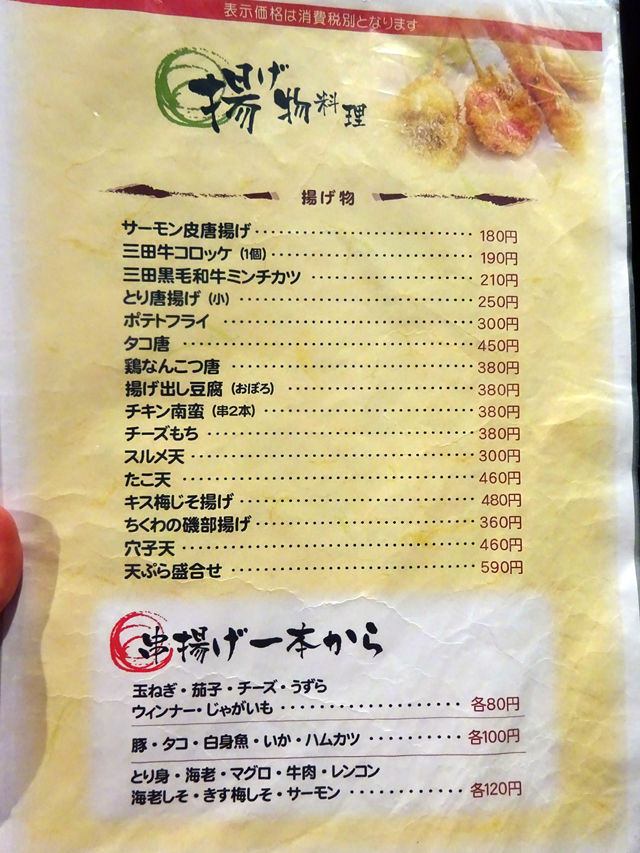 表示価格は消費税別となります
揚げ物料理
揚げ物
サーモン皮唐揚げ 180円
三田牛コロッケ（1個） 190円
三田黒毛和牛ミンチカツ 210円
とり唐揚げ（小） 250円
ポテトフライ 300円
タコ唐 450円
鶏なんこつ唐 380円
揚げ出し豆腐（おぼろ） 380円
チキン南蛮（串2本） 380円
チーズもち 380円
スルメ天 300円
たこ天 460円
キス梅じそ揚げ 480円
ちくわの磯部揚げ 360円
穴子天 460円
天ぷら盛合せ 590円
串揚げ一本から
玉ねぎ・茄子・チーズ・うずら
ウィンナー・じゃがいも 各80円
豚・タコ・白身魚・いか・ハムカツ 各100円
とり身・海老・マグロ・牛肉・レンコン
海老しそ・きす梅しそ・サーモン 各120円